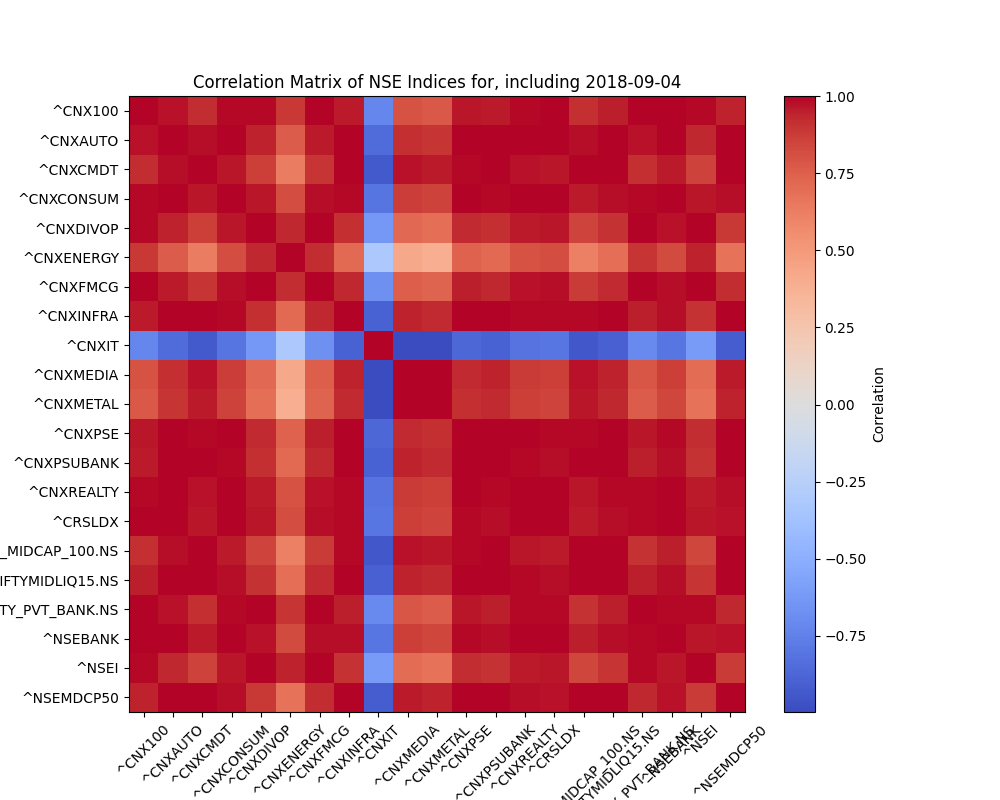 Correlation Matrix of NSE Indices for, including 2018-09-04
^CNX100
^CNXAUTO
^CNXCMDT
^CNXCONSUM
^CNXDIVOP
^CNXENERGY
^CNXFMCG
^CNXINFRA
^CNXIT
^CNXMEDIA
^CNXMETAL
^CNXPSE
^CNXPSUBANK
^CNXREALTY
^CRSLDX
_MIDCAP_100.NS
IFTYMIDLIQ15.NS
TY_PVT_BANK.NS
^NSEBANK
^NSEI
^NSEMDCP50
^CNX100
^CNXAUTO
^CNXCMDT
^CNXCONSUM
^CNXDIVOP
^CNXENERGY
^CNXFMCG
^CNXINFRA
^CNXIT
^CNXMEDIA
^CNXMETAL
^CNXPSE
^CNXPSUBANK
^CNXREALTY
^CRSLDX
MIDCAP_100.NS
TYMIDLIQ15.NS
PVT_BANK.NS
^NSEBANK
^NSEI
^NSEMDCP50
1.00
0.75
0.50
0.25
0.00
−0.25
−0.50
−0.75
Correlation